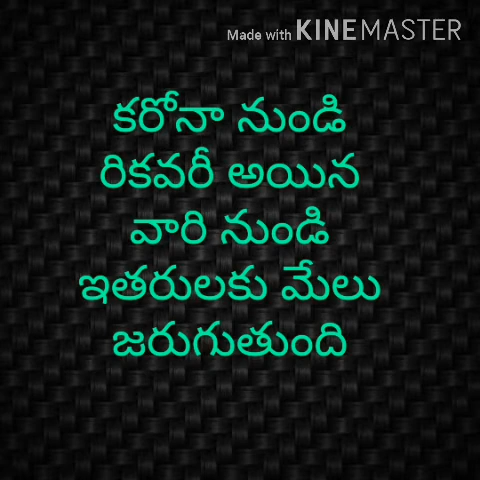 Made with KINEMASTER
కరోనా నుండి
రికవరీ అయిన
వారి నుండి
ఇతరులకు మేలు
జరుగుతుంది